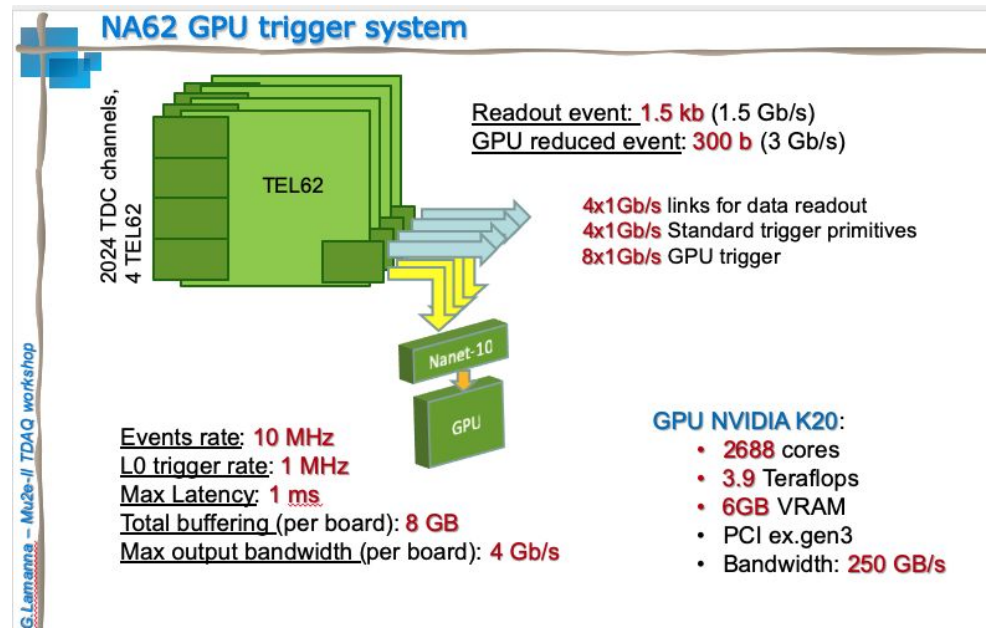 NA62 GPU trigger system
2024 TDC channels,
4 TEL62
TEL62
Readout event: 1.5 kb (1.5 Gb/s)
GPU reduced event: 300 b (3 Gb/s)
4x1Gb/s links for data readout
4x1Gb/s Standard trigger primitives
8x1Gb/s GPU trigger
Nanet-10
GPU
Events rate: 10 MHz
L0 trigger rate: 1 MHz
Max Latency: 1 ms
Total buffering (per board): 8 GB
Max output bandwidth (per board): 4 Gb/s
GPU NVIDIA K20:
• 2688 cores
• 3.9 Teraflops
• 6GB VRAM
• PCI ex.gen3
• Bandwidth: 250 GB/s
G.Lamanna – Mu2e-II TDAQ workshop